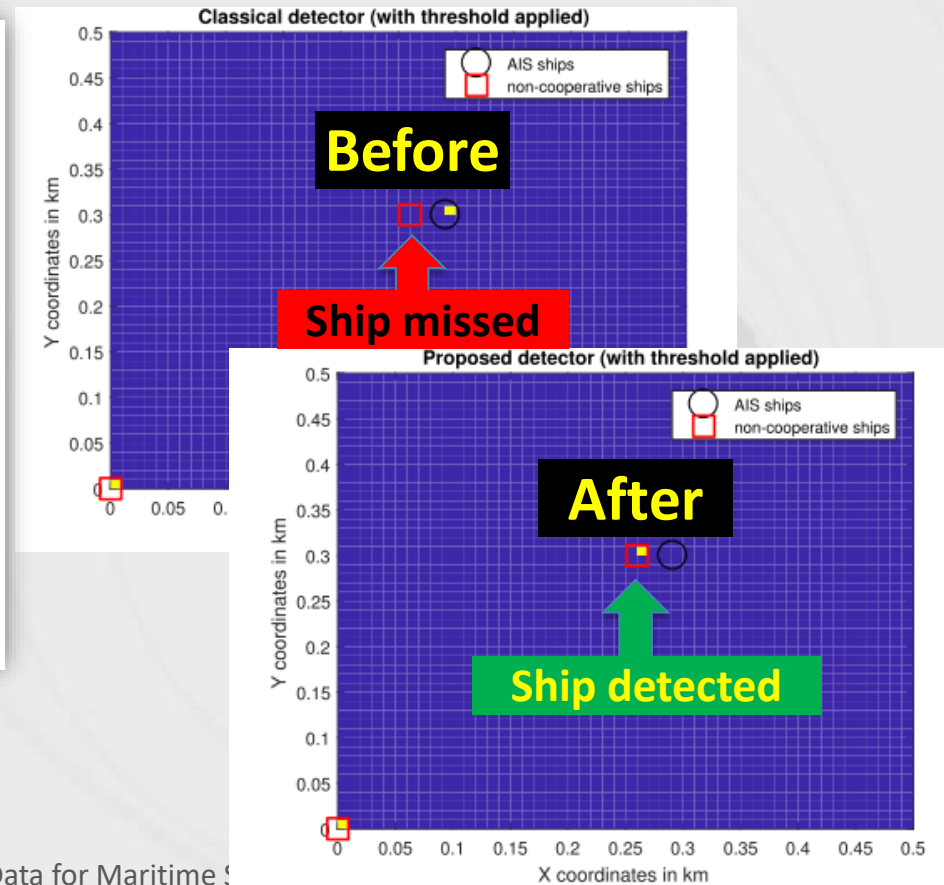 Classical detector (with threshold applied)
0.5
0.45
0.4
0.35
0.3
0.25
0.2
0.15
0.1
0.05
0
Y coordinates in km
AIS ships
non-cooperative ships
Before
Ship missed
0 0.05 0.
Proposed detector (with threshold applied)
0.5
0.45
0.4
0.35
0.3
0.25
0.2
0.15
0.1
0.05
0
Y coordinates in km
AIS ships
non-cooperative ships
After
Ship detected
0 0.05 0.1 0.15 0.2 0.25 0.3 0.35 0.4 0.45 0.5
X coordinates in km
Data for Maritime